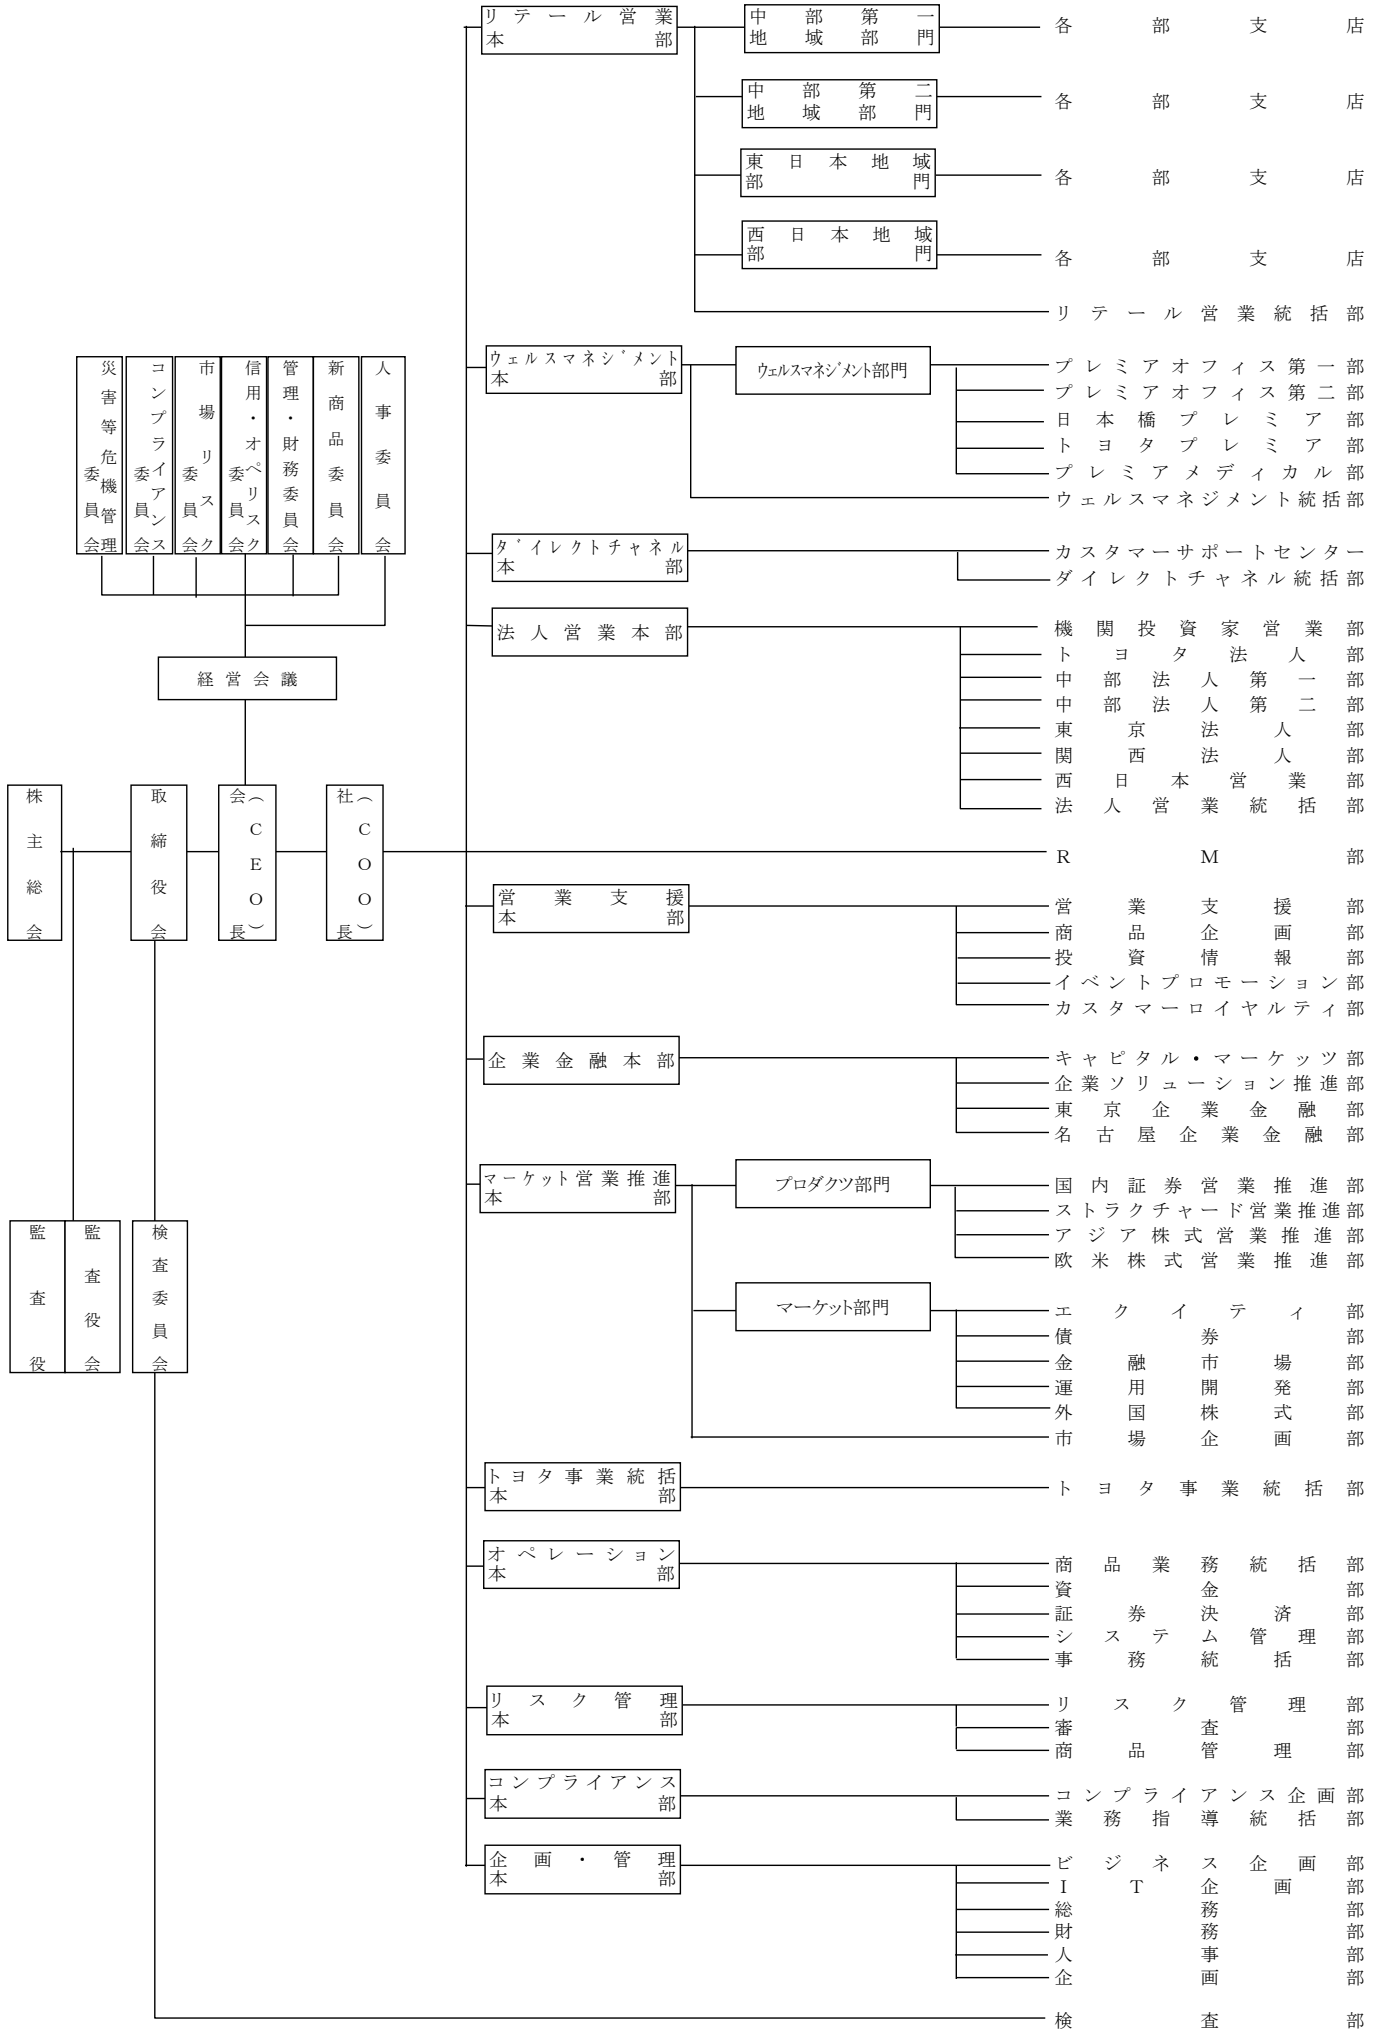 リテール営業
本部
中部第一
地域部門
各部支店
中部第二
地域部門
各部支店
東日本地域
部門
各部支店
西日本地域
部門
各部支店
リテール営業統括部
災害等危機管理
委員会
コンプライアンス
委員会
市場リスク
委員会
信用・オペリスク
委員会
管理・財務委員会
新商品委員会
人事委員会
経営会議
株主総会
取締役会
会長
（CEO）
社長
（COO）
監査役
監査役会
検査委員会
ウェルスマネジメント
本部
ウェルスマネジメント部門
プレミアオフィス第一部
プレミアオフィス第二部
日本橋プレミア部
トヨタプレミア部
プレミアメディカル部
ウェルスマネジメント統括部
ダイレクトチャネル
本部
カスタマーサポートセンター
ダイレクトチャネル統括部
法人営業本部
機関投資家営業部
トヨタ法人部
中部法人第一部
中部法人第二部
東京法人部
関西法人部
西日本営業部
法人営業統括部
RM部
営業支援
本部
営業支援部
商品企画部
投資情報部
イベントプロモーション部
カスタマーロイヤルティ部
企業金融本部
キャピタル・マーケッツ部
企業ソリューション推進部
東京企業金融部
名古屋企業金融部
マーケット営業推進
本部
プロダクツ部門
国内証券営業推進部
ストラクチャード営業推進部
アジア株式営業推進部
欧米株式営業推進部
マーケット部門
エクイティ部
債券部
金融市場部
運用開発部
外国株式部
市場企画部
トヨタ事業統括
本部
トヨタ事業統括部
オペレーション
本部
商品業務統括部
資金部
証券決済部
システム管理部
事務統括部
リスク管理
本部
リスク管理部
審査部
商品管理部
コンプライアンス
本部
コンプライアンス企画部
業務指導統括部
企画・管理
本部
ビジネス企画部
IT企画部
総務部
財務部
人事部
企画部
検査部